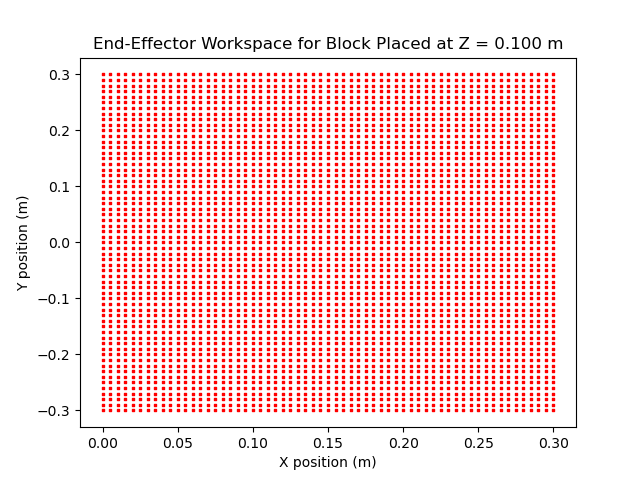 End-Effector Workspace for Block Placed at Z = 0.100 m
0.3
0.2
0.1
0.0
−0.1
−0.2
−0.3
Y position (m)
0.00 0.05 0.10 0.15 0.20 0.25 0.30
X position (m)